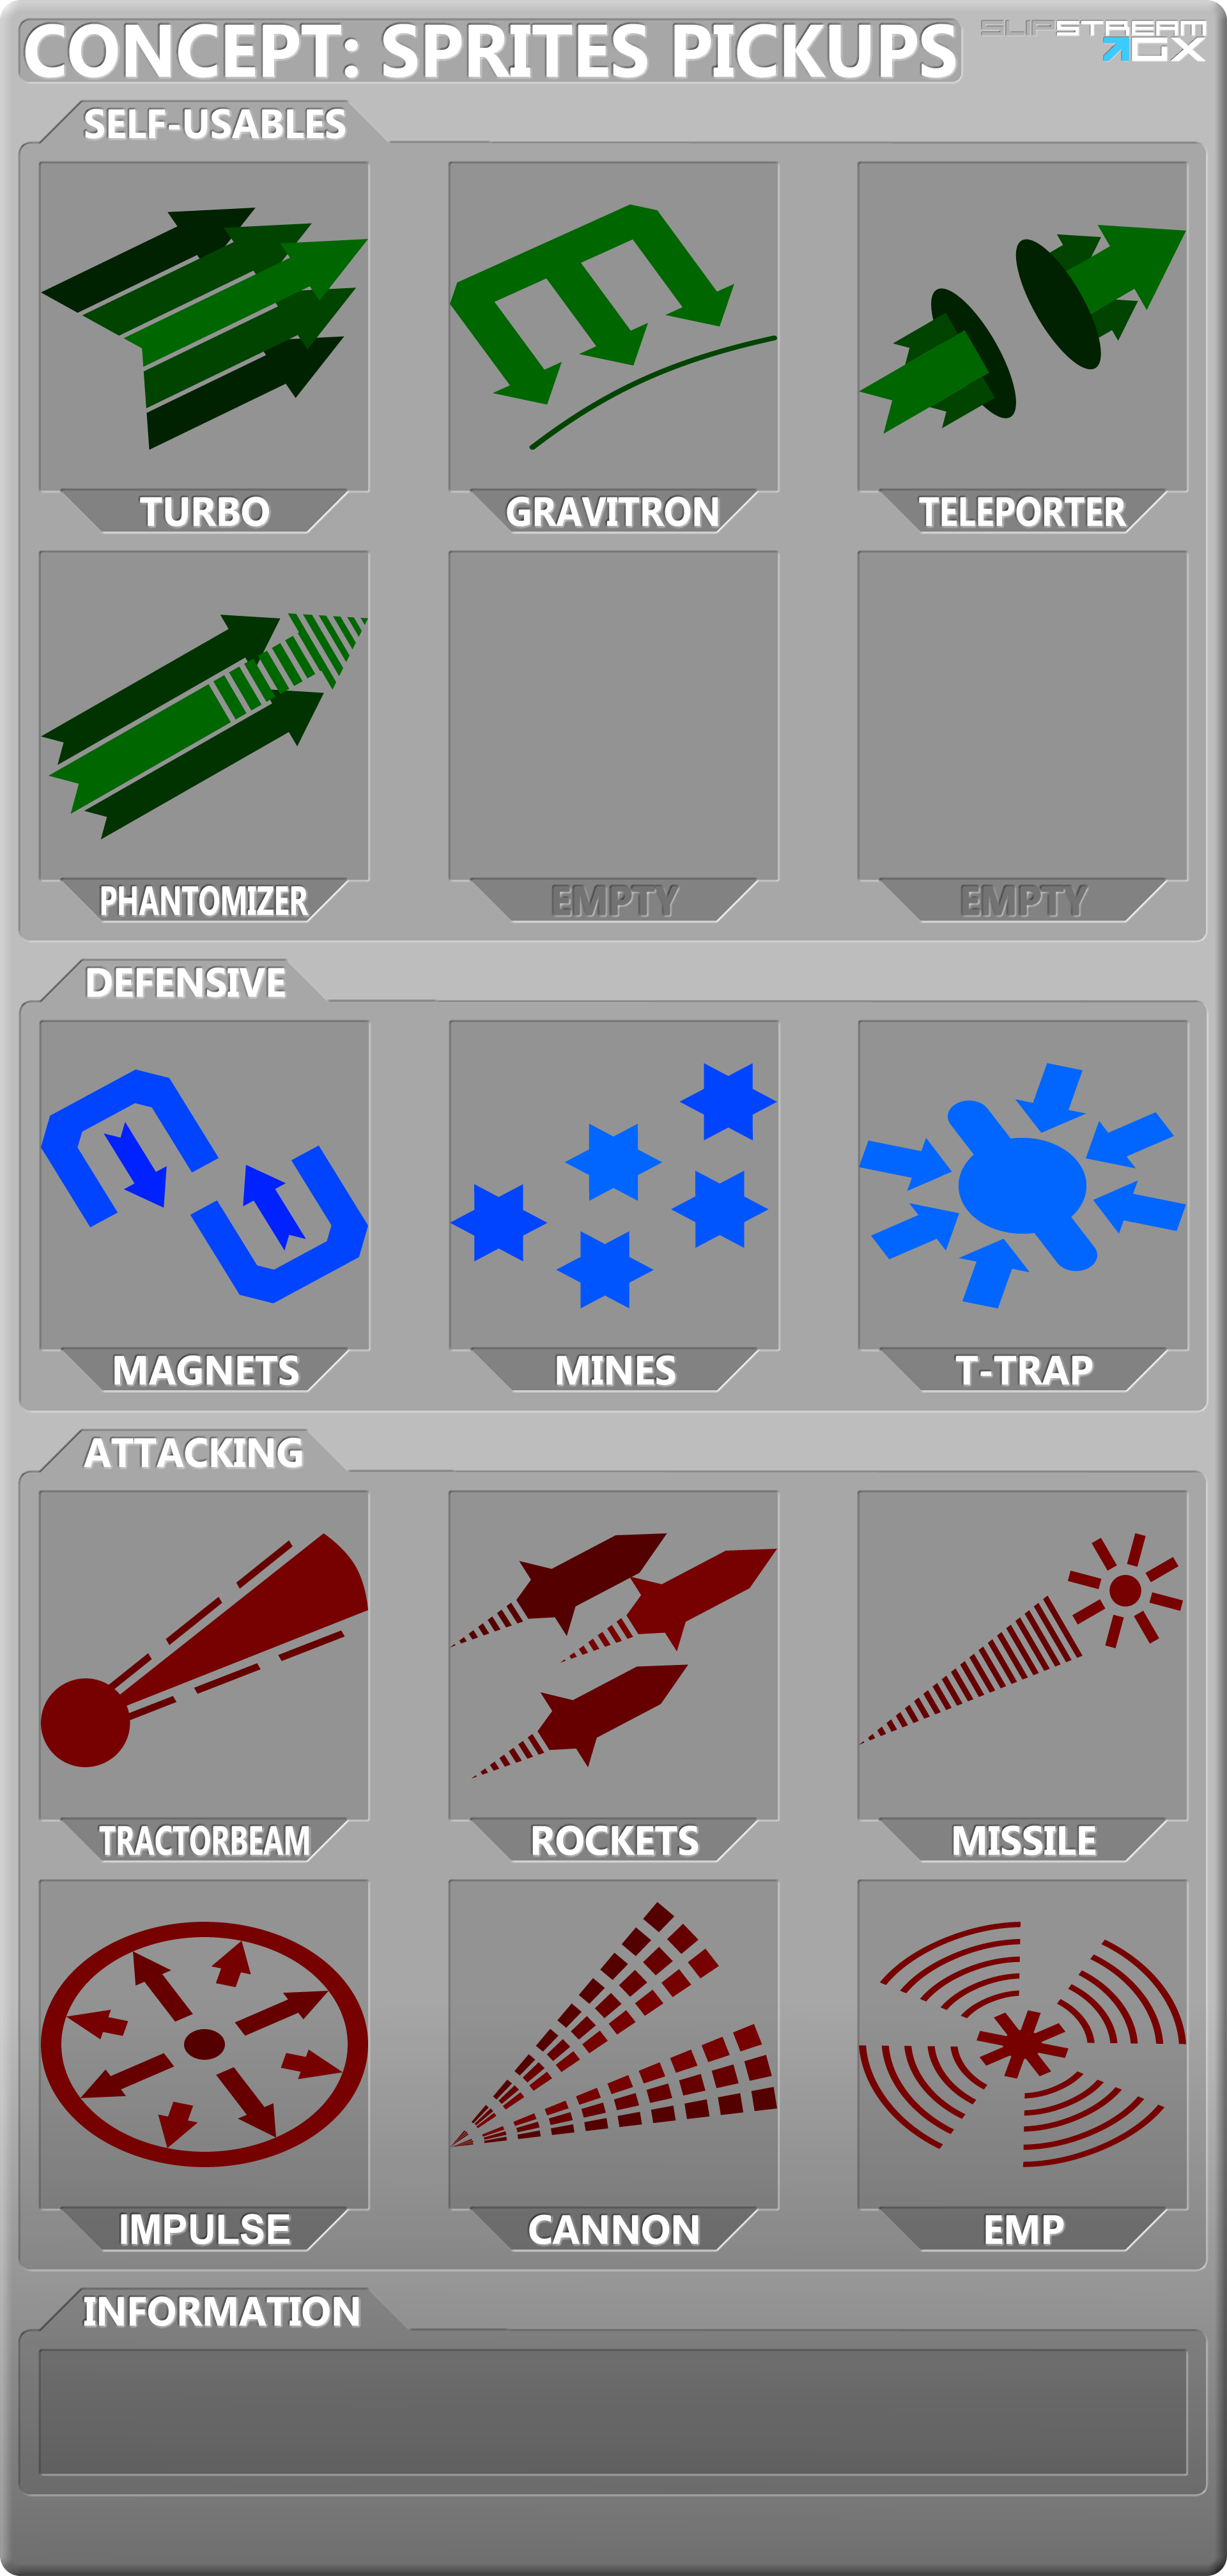 CONCEPT: SPRITES PICKUPS
SLIPSTREAM
GX
SELF-USABLES
TURBO
GRAVITRON
TELEPORTER
PHANTOMIZER
EMPTY
EMPTY
DEFENSIVE
MAGNETS
MINES
T-TRAP
ATTACKING
TRACTORBEAM
ROCKETS
MISSILE
IMPULSE
CANNON
EMP
INFORMATION